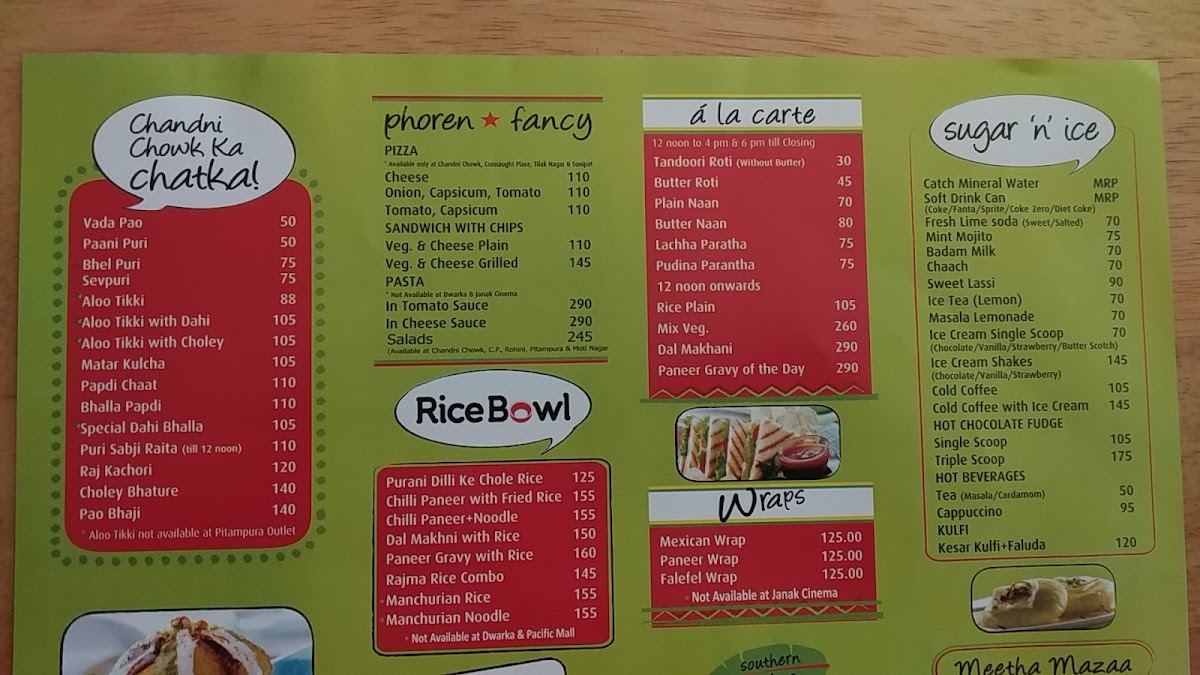 Chandni
Chowk Ka
chatka!
Vada Pao 50
Paani Puri 50
Bhel Puri 75
Sevpuri 75
*Aloo Tikki 88
*Aloo Tikki with Dahi 105
*Aloo Tikki with Choley 105
Matar Kulcha 105
Papdi Chaat 110
Bhalla Papdi 110
*Special Dahi Bhalla 105
Puri Sabji Raita (till 12 noon) 110
Raj Kachori 120
Choley Bhature 140
Pao Bhaji 140
* Aloo Tikki not available at Pitampura Outlet
phoren ★ fancy
PIZZA
* Available only at Chandni Chowk, Connaught Place, Tilak Nagar & Sonipat
Cheese 110
Onion, Capsicum, Tomato 110
Tomato, Capsicum 110
SANDWICH WITH CHIPS
Veg. & Cheese Plain 110
Veg. & Cheese Grilled 145
PASTA
* Not Available at Dwarka & Janak Cinema
In Tomato Sauce 290
In Cheese Sauce 290
Salads 245
(Available at Chandni Chowk, C.P., Rohini, Pitampura & Moti Nagar
Rice Bowl
Purani Dilli Ke Chole Rice 125
Chilli Paneer with Fried Rice 155
Chilli Paneer+Noodle 155
Dal Makhni with Rice 150
Paneer Gravy with Rice 160
Rajma Rice Combo 145
*Manchurian Rice 155
*Manchurian Noodle 155
* Not Available at Dwarka & Pacific Mall
á la carte
12 noon to 4 pm & 6 pm till Closing
Tandoori Roti (Without Butter) 30
Butter Roti 45
Plain Naan 70
Butter Naan 80
Lachha Paratha 75
Pudina Parantha 75
12 noon onwards
Rice Plain 105
Mix Veg. 260
Dal Makhani 290
Paneer Gravy of the Day 290
Wraps
Mexican Wrap 125.00
Paneer Wrap 125.00
Falefel Wrap 125.00
* Not Available at Janak Cinema
southern
sugar 'n' ice
Catch Mineral Water MRP
Soft Drink Can MRP
(Coke/Fanta/Sprite/Coke Zero/Diet Coke)
Fresh Lime soda (Sweet/Salted) 70
Mint Mojito 75
Badam Milk 70
Chaach 70
Sweet Lassi 90
Ice Tea (Lemon) 70
Masala Lemonade 70
Ice Cream Single Scoop 70
(Chocolate/Vanilla/Strawberry/Butter Scotch)
Ice Cream Shakes 145
(Chocolate/Vanilla/Strawberry)
Cold Coffee 105
Cold Coffee with Ice Cream 145
HOT CHOCOLATE FUDGE
Single Scoop 105
Triple Scoop 175
HOT BEVERAGES
Tea (Masala/Cardamom) 50
Cappuccino 95
KULFI
Kesar Kulfi+Faluda 120
Meetha Mazaa